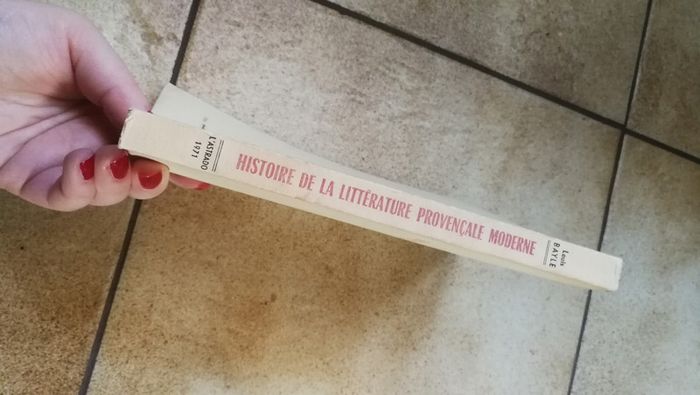 L'ASTRADO
1971
HISTOIRE DE LA LITTÉRATURE PROVENÇALE MODERNE
Louis
BAYLE